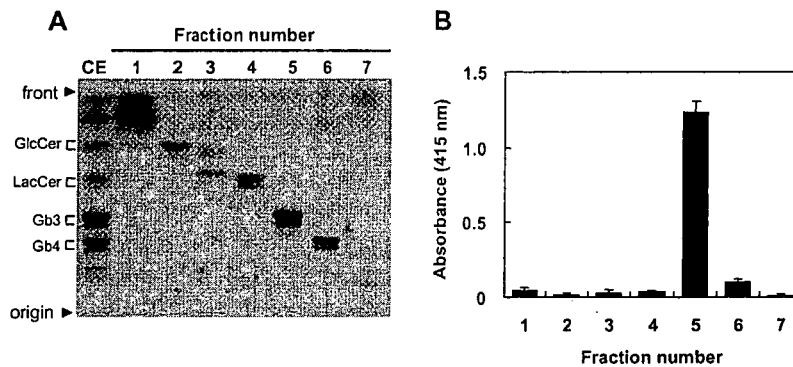 A
Fraction number
CE 1 2 3 4 5 6 7
front
GlcCer
LacCer
Gb3
Gb4
origin
B
1.5
1.0
0.5
0
Absorbance (415 nm)
1 2 3 4 5 6 7
Fraction number